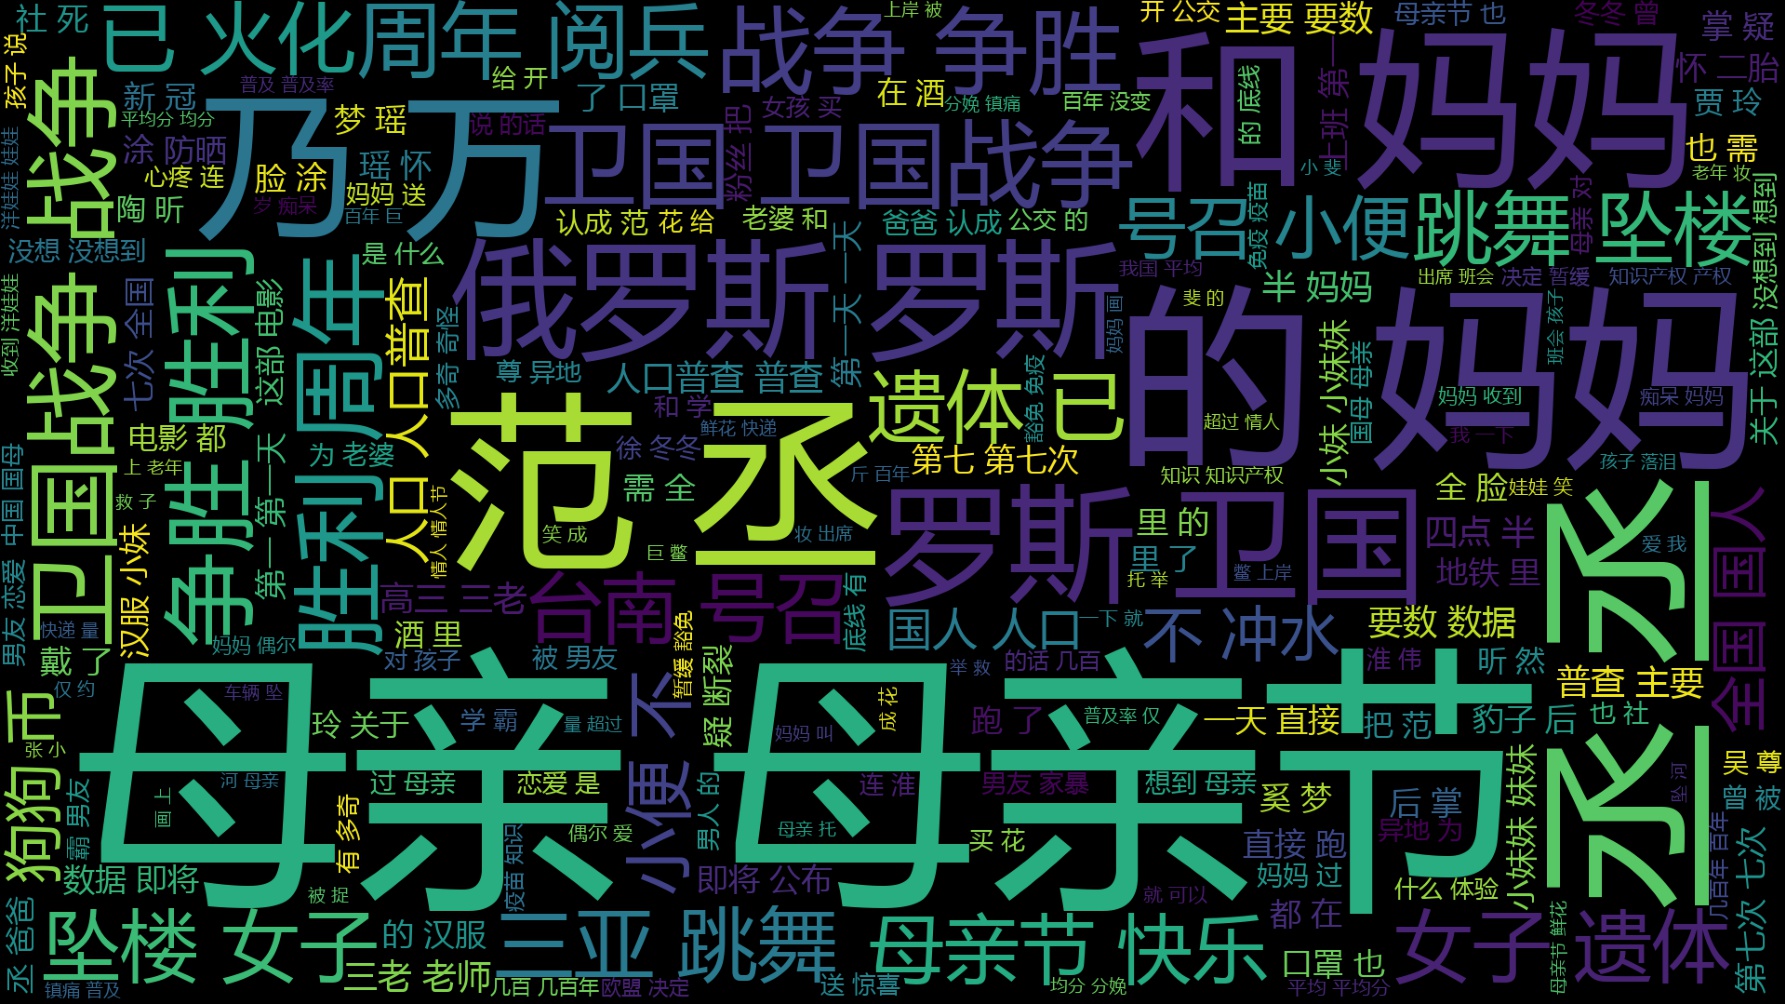 社 死
已 火化
周年 阅兵
上岸 被
战争 争胜
开 公交
主要 要数
母亲节 也
冬冬 曾
掌 疑
孩子 说
战争
新 冠
普及 普及率
给 开
了 口罩
女孩 买
在 酒
分娩 镇痛
百年 没变
的 底线
上班 第一
和 妈妈
怀 二胎
贾 玲
平均分 均分
梦 瑶
说 的话
粉丝 把
乃 万
卫国 卫国战争
洋娃娃 娃娃
涂 防晒
瑶 怀
小 斐
也 需
老年 妆
心疼 连
脸 涂
妈妈 送
岁 痴呆
百年 巨
陶 昕
认成 范
花 给
老婆 和
爸爸 认成
公交 的
号召 小便
免疫 疫苗
跳舞 坠楼
母亲 对
没想到 想到
没想 没想到
是 什么
俄罗斯 罗斯
一天 第一天
我国 平均
半 妈妈
出席 班会
决定 暂缓
知识产权 产权
收到 洋娃娃
卫国 战争
七次 全国
争胜 胜利
这部 电影
胜利 周年
人口 人口普查
多奇 奇怪
斐 的
的 妈妈
妈妈 画
班会 孩子
关于 这部
尊 异地
人口普查 普查
小妹 小妹妹
国母 母亲
妈妈 收到
痴呆 妈妈
范 丞
遗体 已
豁免 免疫
和 学
鲜花 快递
超过 情人
我 一下
电影 都
为 老婆
徐 冬冬
第七 第七次
中国 国母
上 老年
第一 第一天
需 全
斤 百年
知识 知识产权
孩子 落泪
救 子
情人 情人节
罗斯 卫国
全 脸
娃娃 笑
丞 丞
全国 国人
笑 成
妆 出席
里 的
四点 半
爱 我
汉服 小妹
巨 鳖
里 了
地铁 里
男友 恋爱
高三 三老
台南 号召
托 举
鳖 上岸
底线 有
快递 量
妈妈 偶尔
酒 里
国人 人口
一下 就
不 冲水
要数 数据
戴 了
对 孩子
被 男友
暂缓 豁免
疑 断裂
举 救
的话 几百
淮 伟
昕 然
仅 约
车辆 坠
普查 主要
狗狗 币
母亲 母亲节
小便 不
玲 关于
学 霸
量 超过
妈妈 叫
成 花
跑 了
普及率 仅
一天 直接
把 范
豹子 后
也 社
张 小
河 母亲
过 母亲
恋爱 是
男人 的
连 淮
男友 家暴
想到 母亲
小妹妹 妹妹
坠 河
吴 尊
霸 男友
画 上
有 多奇
奚 梦
后 掌
曾 被
疫苗 知识
偶尔 爱
母亲 托
买 花
直接 跑
异地 为
数据 即将
被 捉
即将 公布
就 可以
妈妈 过
什么 体验
几百年 百年
第七次 七次
丞 爸爸
坠楼 女子
的 汉服
三亚 跳舞
母亲节 快乐
都 在
女子 遗体
母亲节 鲜花
镇痛 普及
三老 老师
几百 几百年
欧盟 决定
送 惊喜
均分 分娩
口罩 也
平均 平均分